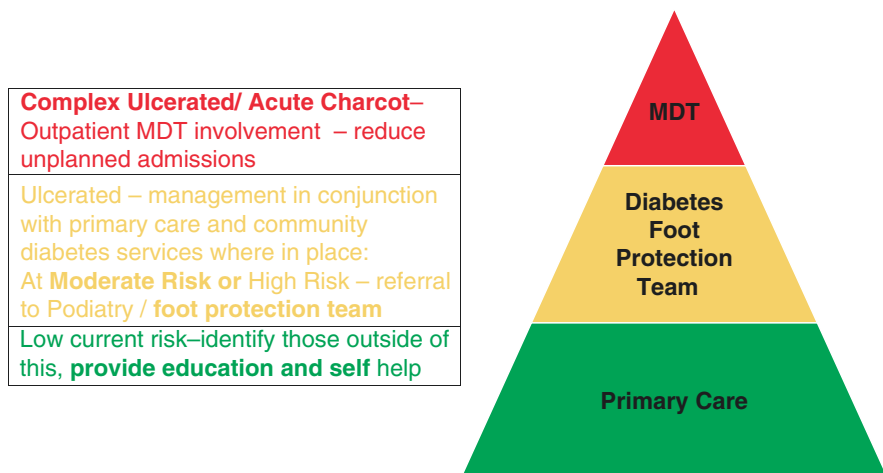 Complex Ulcerated/ Acute Charcot–
Outpatient MDT involvement – reduce
unplanned admissions
Ulcerated – management in conjunction
with primary care and community
diabetes services where in place:
At Moderate Risk or High Risk – referral
to Podiatry / foot protection team
Low current risk–identify those outside of
this, provide education and self help
MDT
Diabetes
Foot
Protection
Team
Primary Care